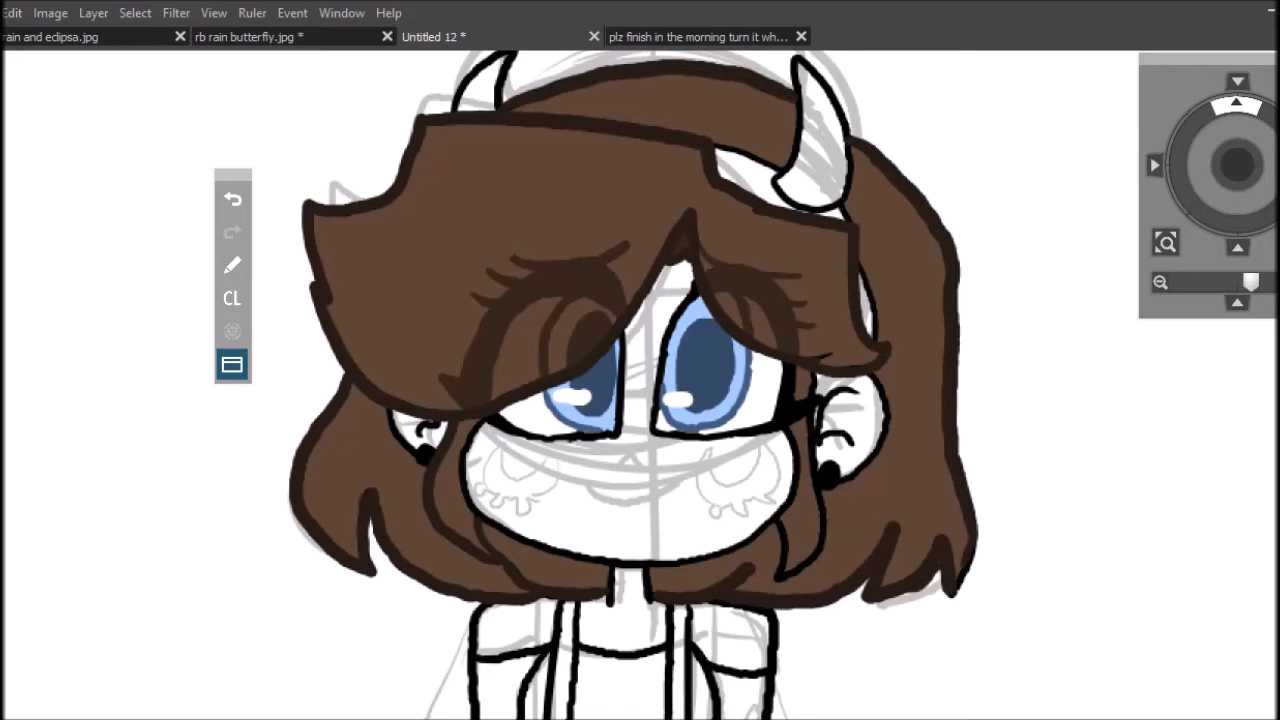 Edit Image Layer Select Filter View Ruler Event Window Help
rain and eclipsa.jpg rb rain butterfly.jpg * Untitled 12 * plz finish in the morning turn it wh...
CL